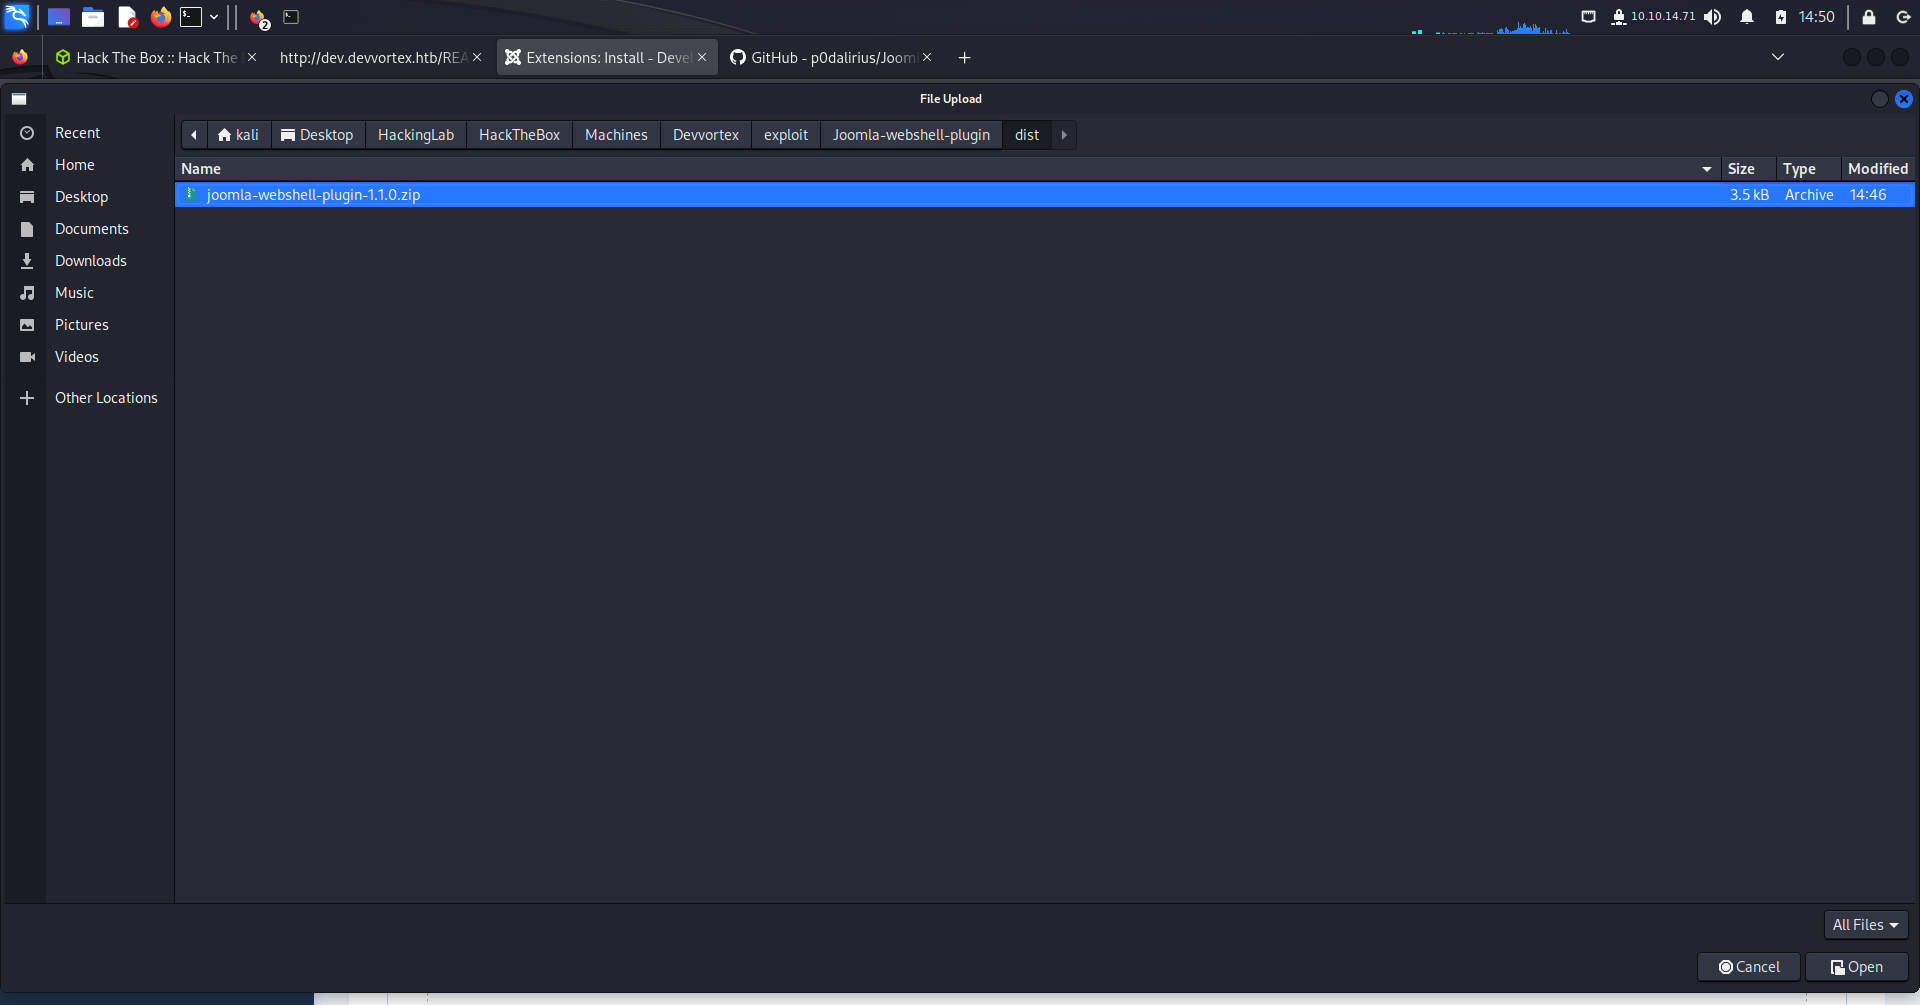 2 10.10.14.71 14:50
Hack The Box :: Hack The http://dev.devvortex.htb/REA Extensions: Install - Devel GitHub - p0dalirius/Jooml
File Upload
Recent kali Desktop HackingLab HackTheBox Machines Devvortex exploit Joomla-webshell-plugin dist
Home Name Size Type Modified
Desktop joomla-webshell-plugin-1.1.0.zip 3.5 kB Archive 14:46
Documents
Downloads
Music
Pictures
Videos
Other Locations
All Files
Cancel Open